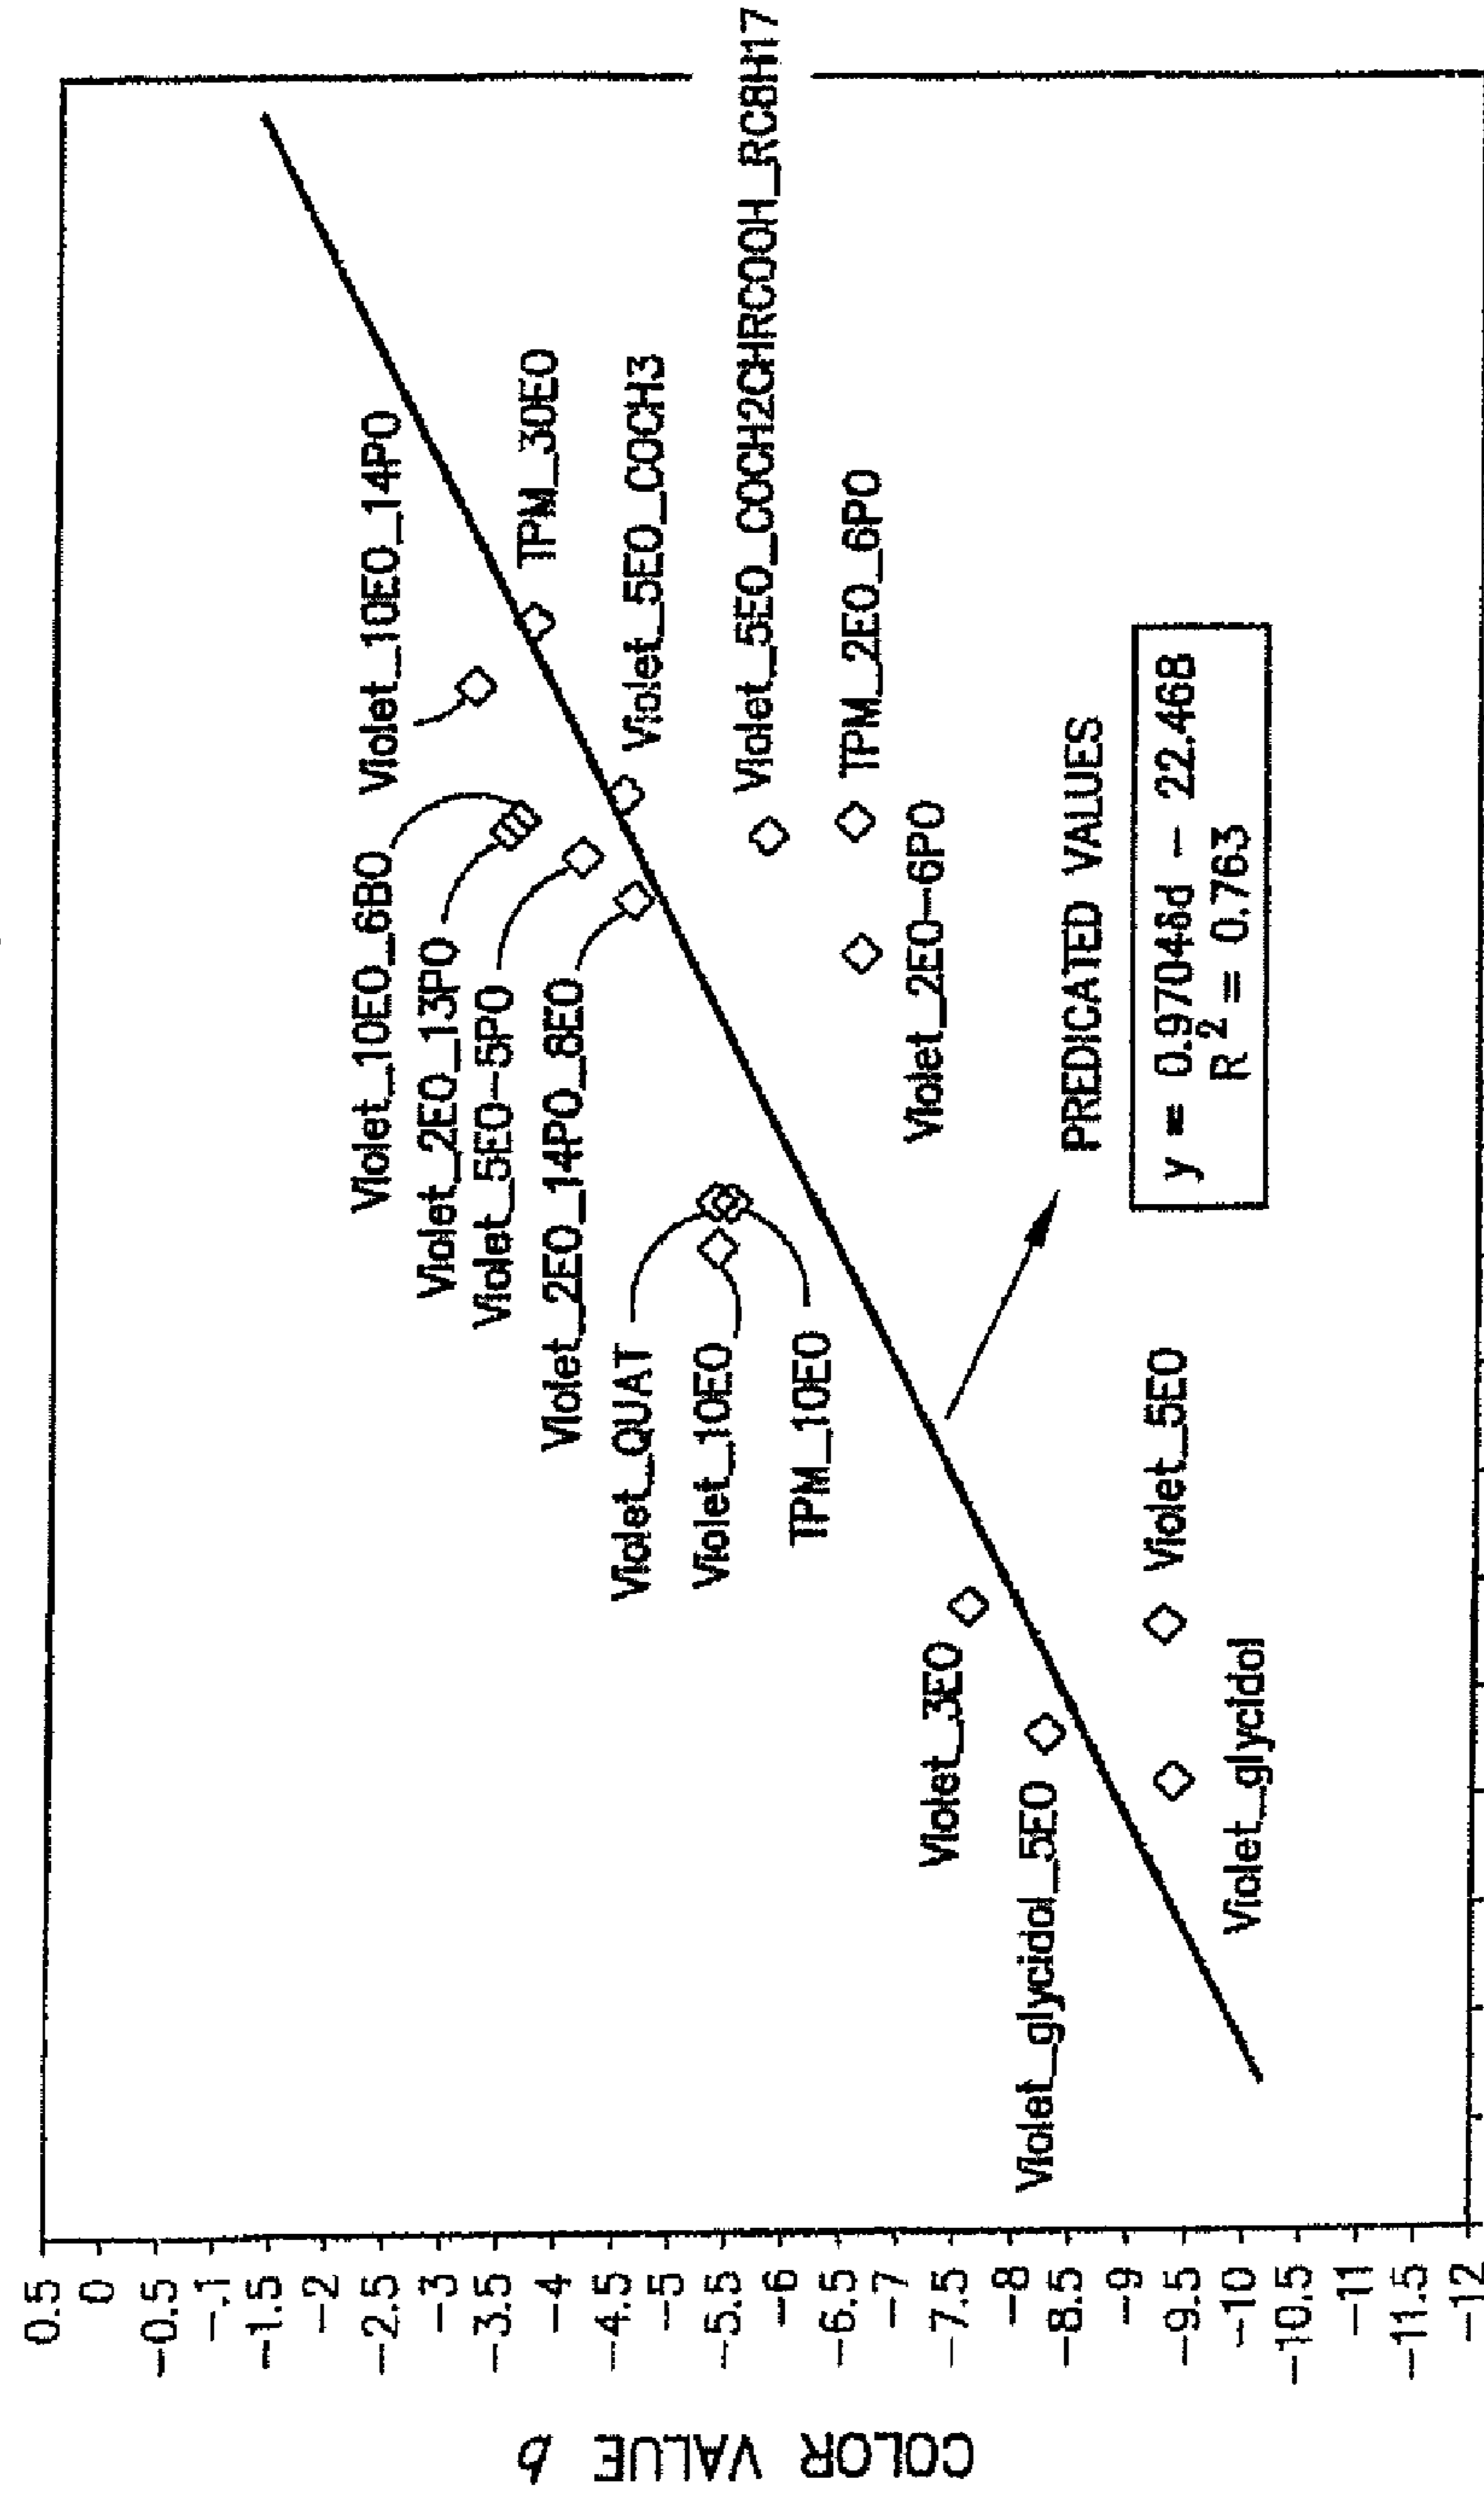 COLOR VALUE b
0.5
0
-0.5
-1
-1.5
-2
-2.5
-3
-3.5
-4
-4.5
-5
-5.5
-6
-6.5
-7
-7.5
-8
-8.5
-9
-9.5
-10
-10.5
-11
-11.5
-12
Violet_10EO_14PO
Violet_10EO_6BO
Violet_2EO_13PO
Violet_5EO-5PO
TPM_30EO
Violet_2EO_14PO_8EO
Violet_5EO_COCH3
Violet_QUAT
Violet_10EO
Violet_5EO_COCH2CHRCOOH_RC8H17
TPM_10EO
TPM_2EO_6PO
Violet_2EO-6PO
Violet_3EO
Violet_glycidol_5EO
PREDICATED VALUES
Violet_5EO
y = 0.97046d - 22.468
R2 = 0.763
Violet_glycidol